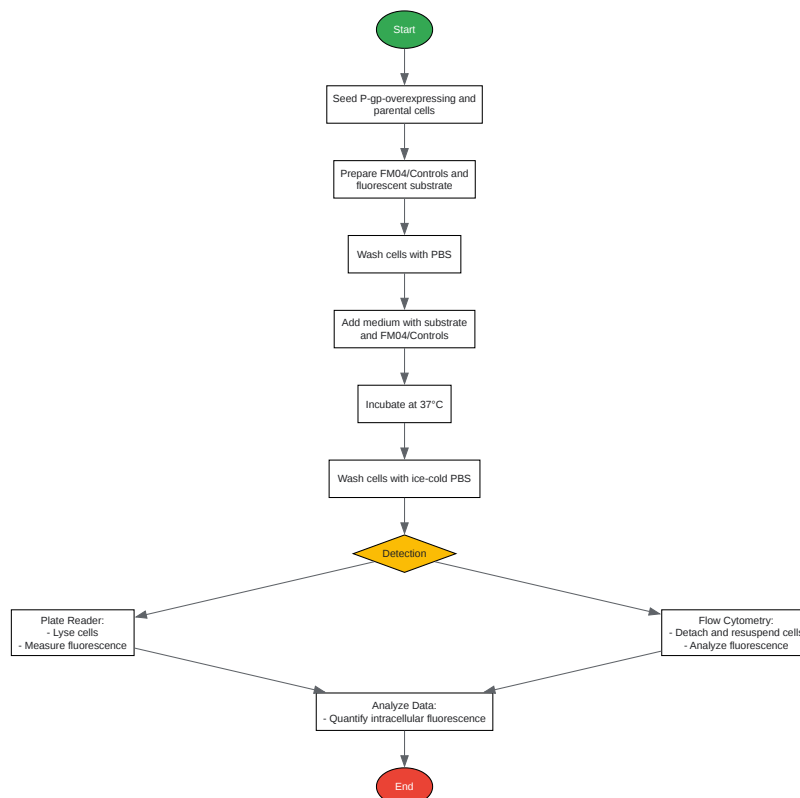 Start
Seed P-gp-overexpressing and
parental cells
Prepare FM04/Controls and
fluorescent substrate
Wash cells with PBS
Add medium with substrate
and FM04/Controls
Incubate at 37°C
Wash cells with ice-cold PBS
Detection
Plate Reader:
- Lyse cells
- Measure fluorescence
Flow Cytometry:
- Detach and resuspend cells
- Analyze fluorescence
Analyze Data:
- Quantify intracellular fluorescence
End